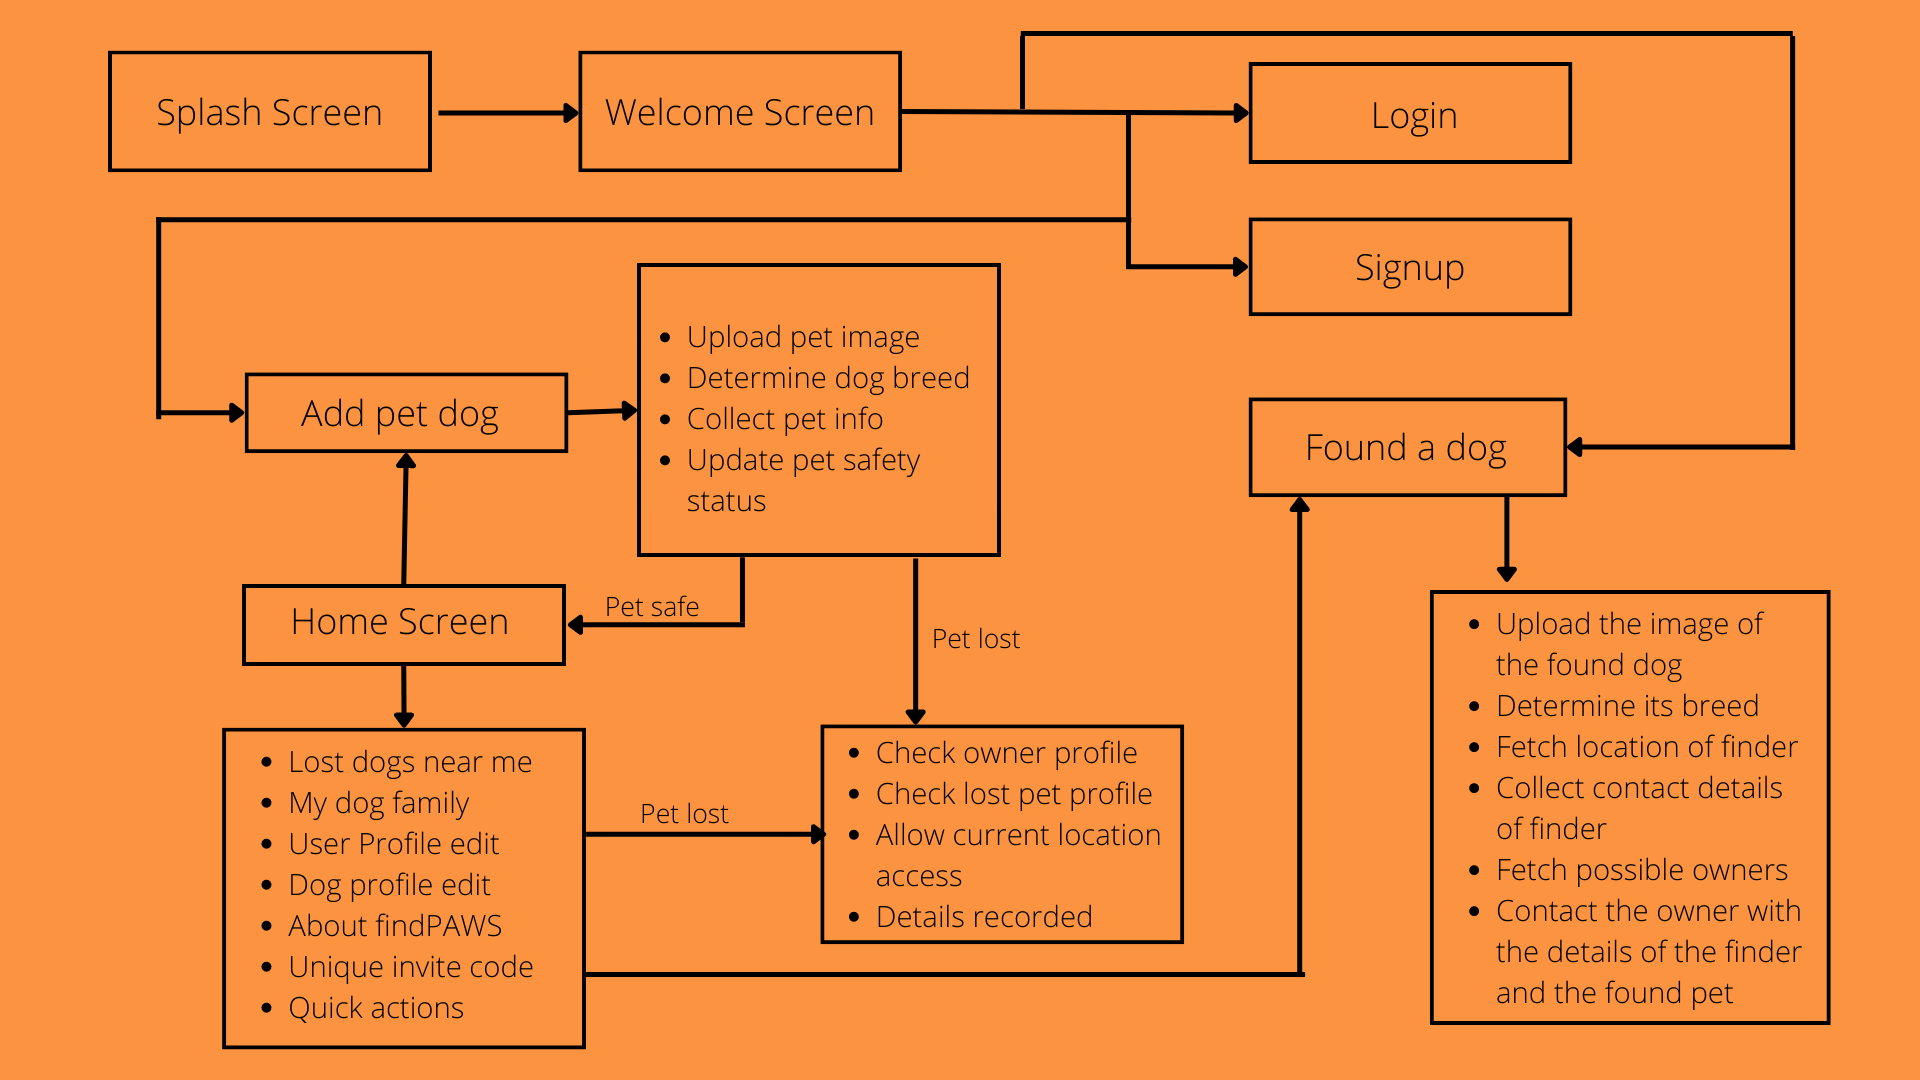 Splash Screen
Welcome Screen
Login
Signup
Add pet dog
• Upload pet image
• Determine dog breed
• Collect pet info
• Update pet safety
status
Found a dog
Home Screen
Pet safe
Pet lost
• Lost dogs near me
• My dog family
• User Profile edit
• Dog profile edit
• About findPAWS
• Unique invite code
• Quick actions
Pet lost
• Check owner profile
• Check lost pet profile
• Allow current location
access
• Details recorded
• Upload the image of
the found dog
• Determine its breed
• Fetch location of finder
• Collect contact details
of finder
• Fetch possible owners
• Contact the owner with
the details of the finder
and the found pet